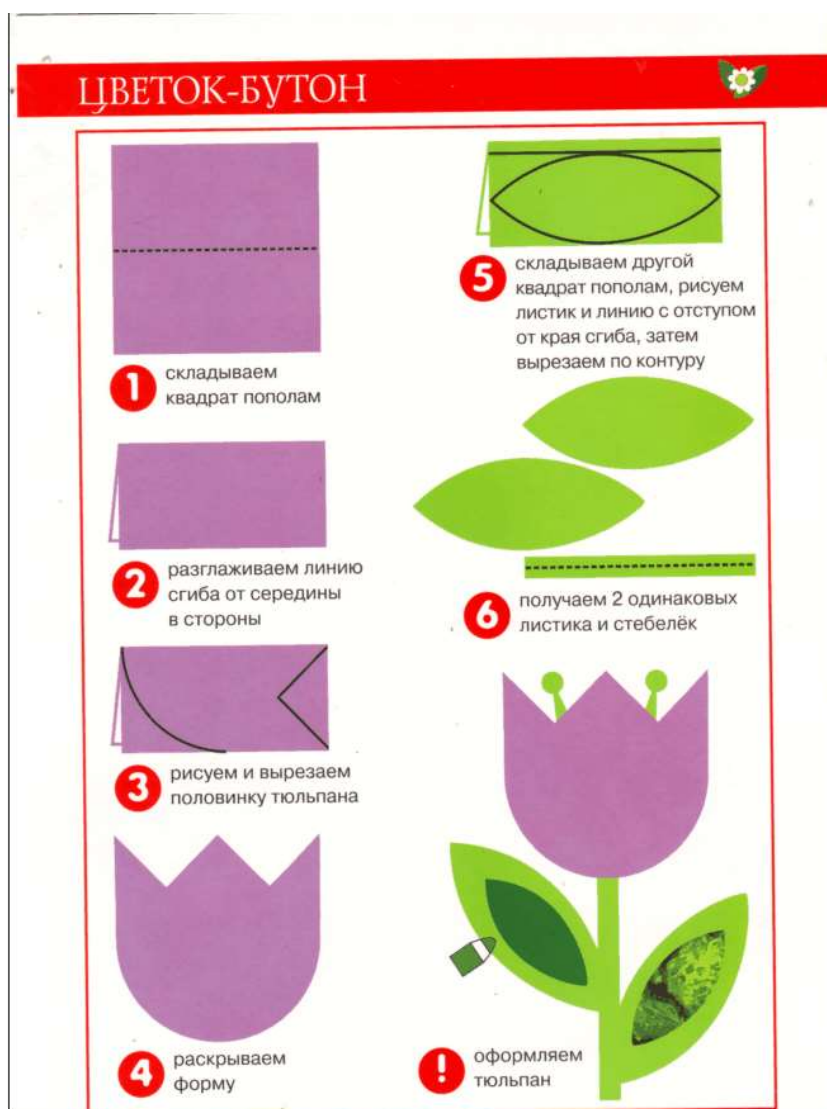 ЦВЕТОК-БУТОН
1 складываем
квадрат пополам
2 разглаживаем линию
сгиба от середины
в стороны
3 рисуем и вырезаем
половинку тюльпана
4 раскрываем
форму
5 складываем другой
квадрат пополам, рисуем
листик и линию с отступом
от края сгиба, затем
вырезаем по контуру
6 получаем 2 одинаковых
листика и стебелёк
! оформляем
тюльпан